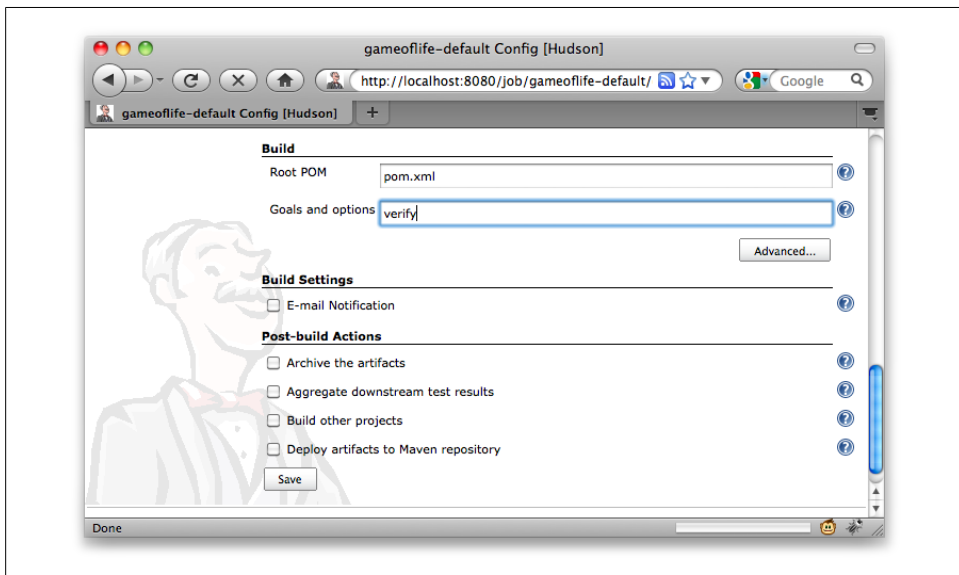 gameoflife-default Config [Hudson]
http://localhost:8080/job/gameoflife-default/
Google
gameoflife-default Config [Hudson]
+
Build
Root POM
pom.xml
Goals and options
verify
Advanced...
Build Settings
E-mail Notification
Post-build Actions
Archive the artifacts
Aggregate downstream test results
Build other projects
Deploy artifacts to Maven repository
Save
Done